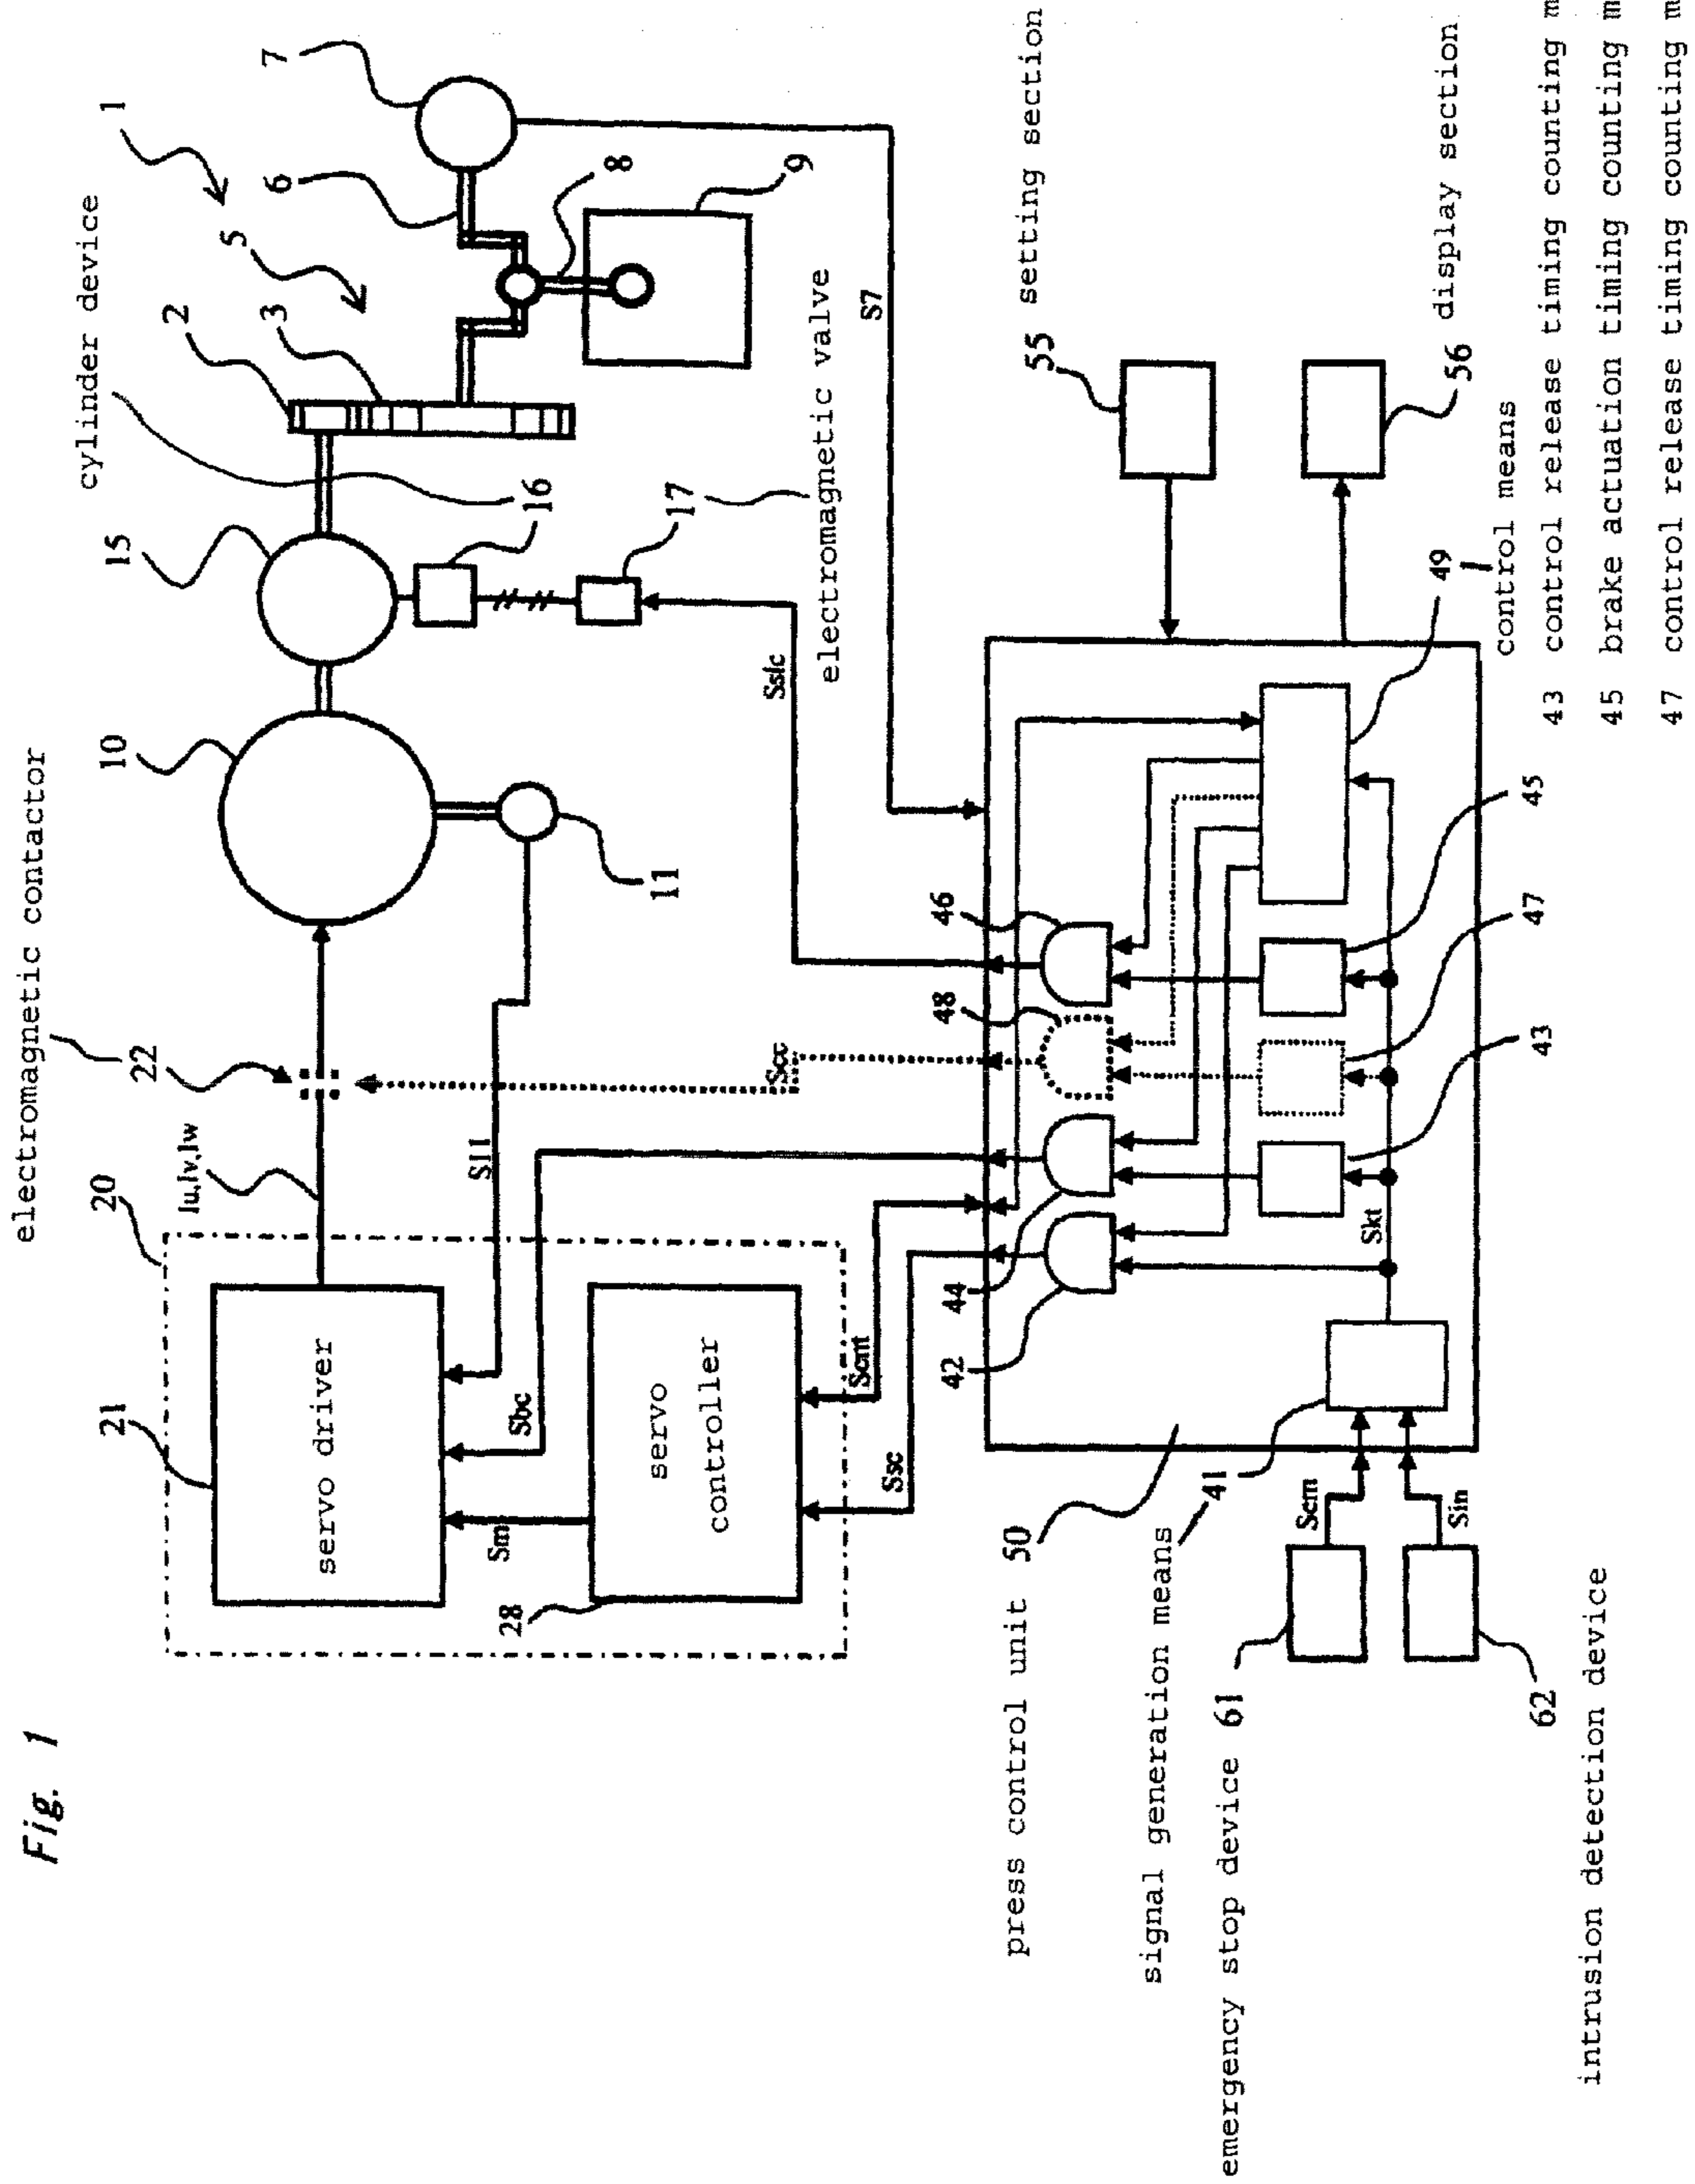 Fig. 1
electromagnetic contactor
22
cylinder device
1
7
6
5
2
3
8
9
15
10
16
17
electromagnetic valve
11
20
Iu,Iv,Iw
21
servo driver
S11
Sbc
Sm
servo
controller
28
Scmt
Ssc
Scc
Sslc
S7
55 setting section
56 display section
49
control means
46
48
44
42
45
47
43
Skt
press control unit 50
signal generation means 41
emergency stop device 61
Sem
Sin
62
intrusion detection device
43 control release timing counting m
45 brake actuation timing counting m
47 control release timing counting m